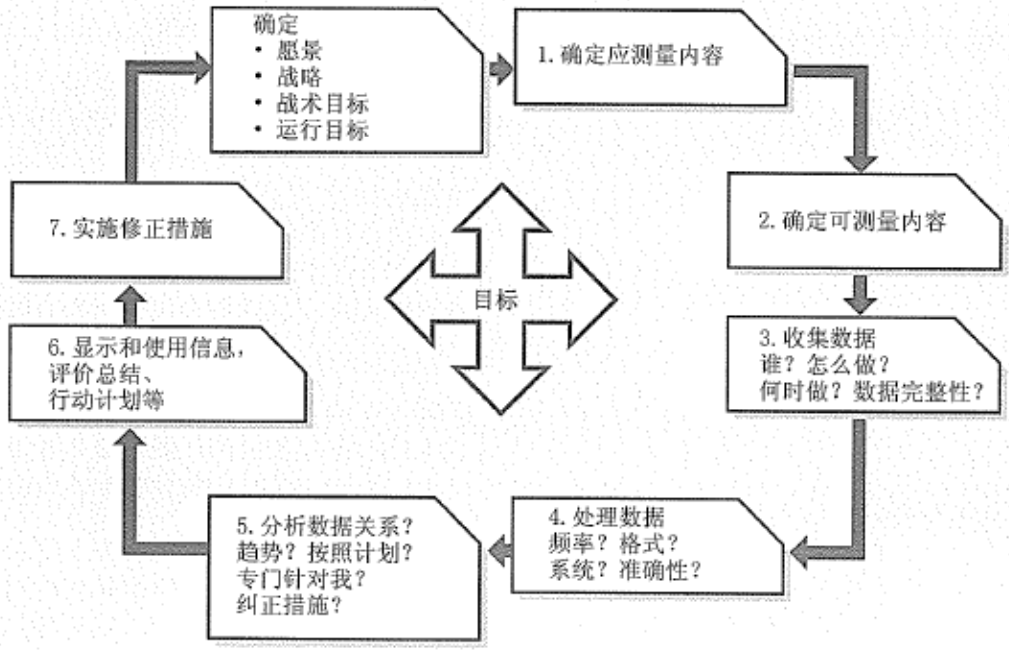 确定
• 愿景
• 战略
• 战术目标
• 运行目标
1. 确定应测量内容
2. 确定可测量内容
3. 收集数据
谁？怎么做？
何时做？数据完整性？
4. 处理数据
频率？格式？
系统？准确性？
5. 分析数据关系？
趋势？按照计划？
专门针对我？
纠正措施？
6. 显示和使用信息，
评价总结、
行动计划等
7. 实施修正措施
目标